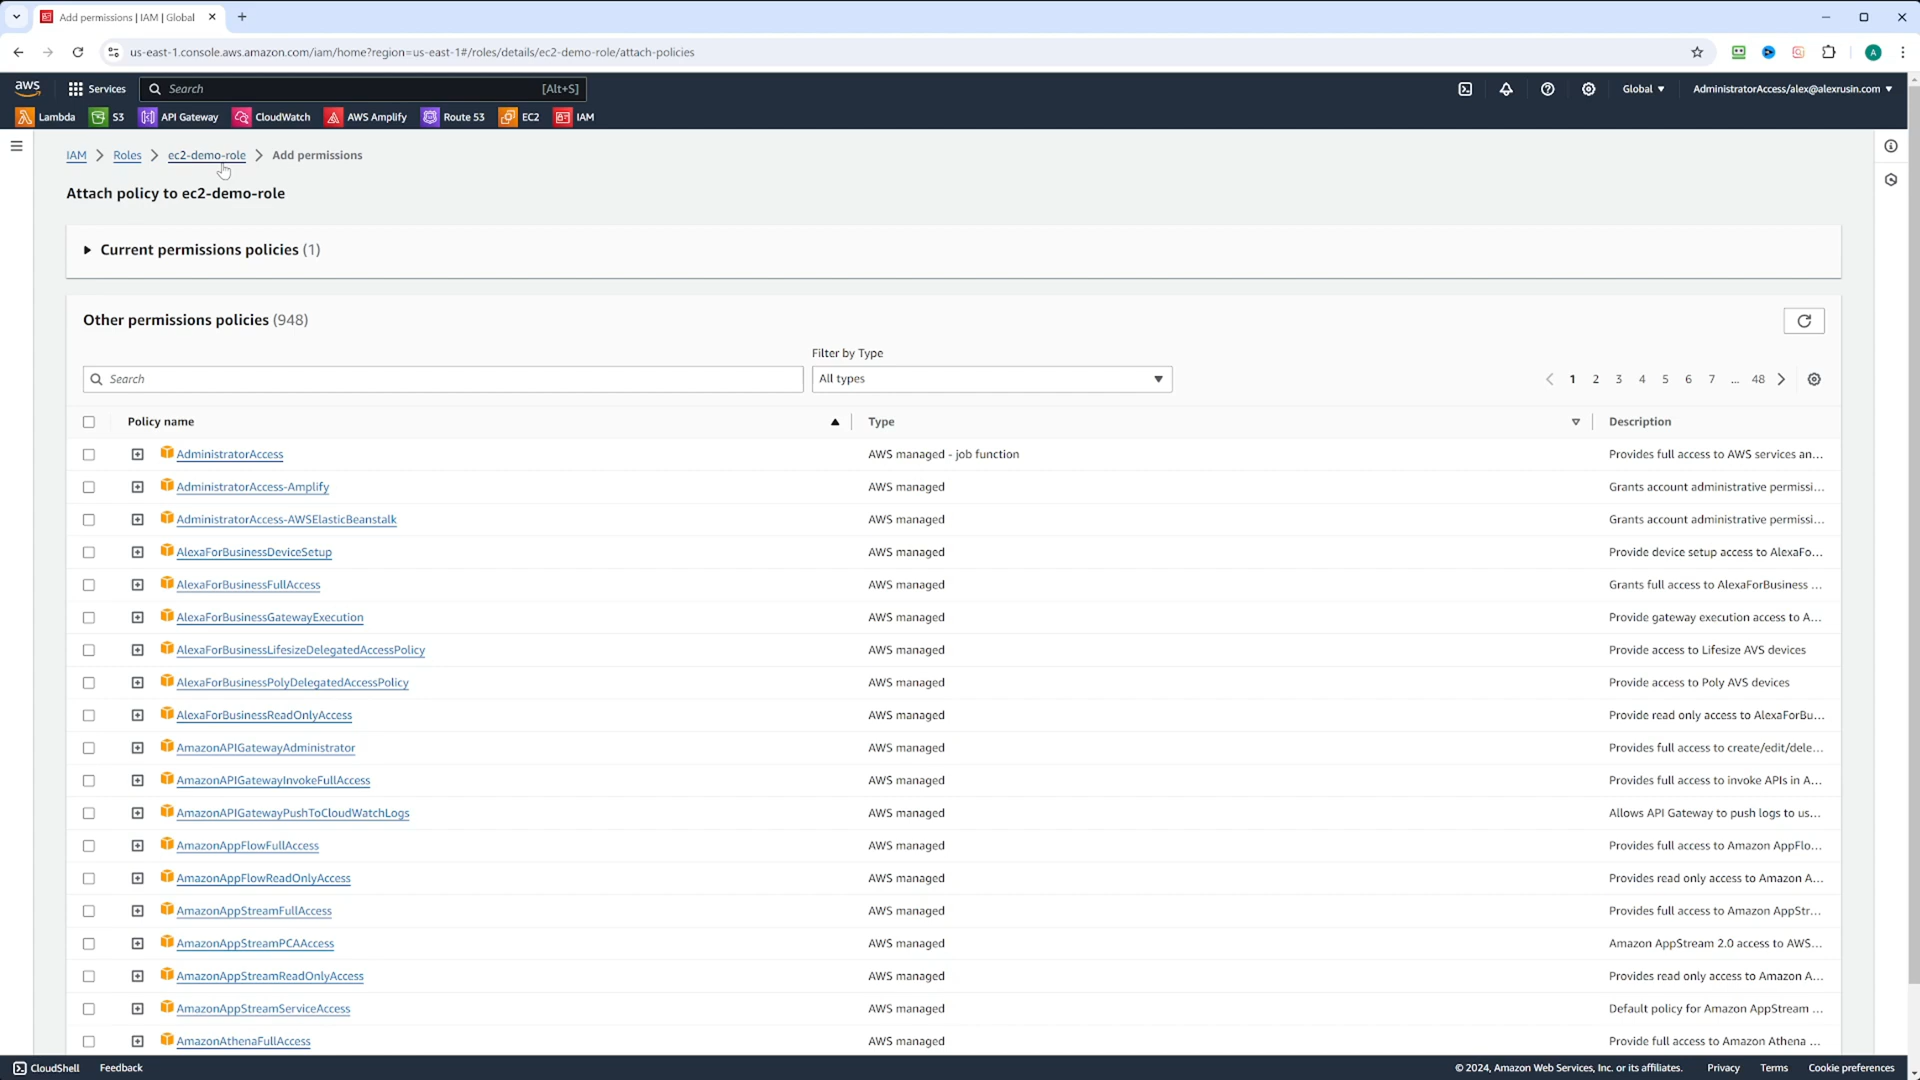 Add permissions | IAM | Global
us-east-1.console.aws.amazon.com/iam/home?region=us-east-1#/roles/details/ec2-demo-role/attach-policies
A
aws Services Search [Alt+S] Global AdministratorAccess/alex@alexrusin.com
Lambda S3 API Gateway CloudWatch AWS Amplify Route 53 EC2 IAM
IAM Roles ec2-demo-role Add permissions
Attach policy to ec2-demo-role
Current permissions policies (1)
Other permissions policies (948)
Filter by Type
Search All types 1 2 3 4 5 6 7 ... 48
Policy name Type Description
AdministratorAccess AWS managed - job function Provides full access to AWS services an...
AdministratorAccess-Amplify AWS managed Grants account administrative permissi...
AdministratorAccess-AWSElasticBeanstalk AWS managed Grants account administrative permissi...
AlexaForBusinessDeviceSetup AWS managed Provide device setup access to AlexaFo...
AlexaForBusinessFullAccess AWS managed Grants full access to AlexaForBusiness ...
AlexaForBusinessGatewayExecution AWS managed Provide gateway execution access to A...
AlexaForBusinessLifesizeDelegatedAccessPolicy AWS managed Provide access to Lifesize AVS devices
AlexaForBusinessPolyDelegatedAccessPolicy AWS managed Provide access to Poly AVS devices
AlexaForBusinessReadOnlyAccess AWS managed Provide read only access to AlexaForBu...
AmazonAPIGatewayAdministrator AWS managed Provides full access to create/edit/dele...
AmazonAPIGatewayInvokeFullAccess AWS managed Provides full access to invoke APIs in A...
AmazonAPIGatewayPushToCloudWatchLogs AWS managed Allows API Gateway to push logs to us...
AmazonAppFlowFullAccess AWS managed Provides full access to Amazon AppFlo...
AmazonAppFlowReadOnlyAccess AWS managed Provides read only access to Amazon A...
AmazonAppStreamFullAccess AWS managed Provides full access to Amazon AppStr...
AmazonAppStreamPCAAccess AWS managed Amazon AppStream 2.0 access to AWS...
AmazonAppStreamReadOnlyAccess AWS managed Provides read only access to Amazon A...
AmazonAppStreamServiceAccess AWS managed Default policy for Amazon AppStream ...
AmazonAthenaFullAccess AWS managed Provide full access to Amazon Athena ...
CloudShell Feedback © 2024, Amazon Web Services, Inc. or its affiliates. Privacy Terms Cookie preferences